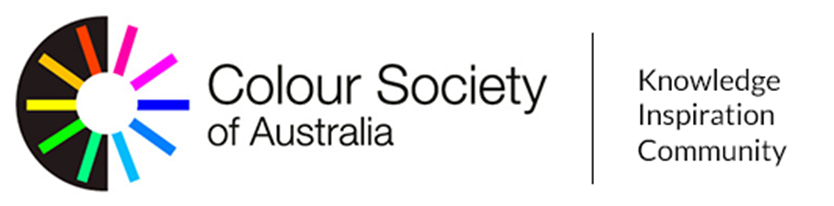 Colour Society
of Australia
Knowledge
Inspiration
Community